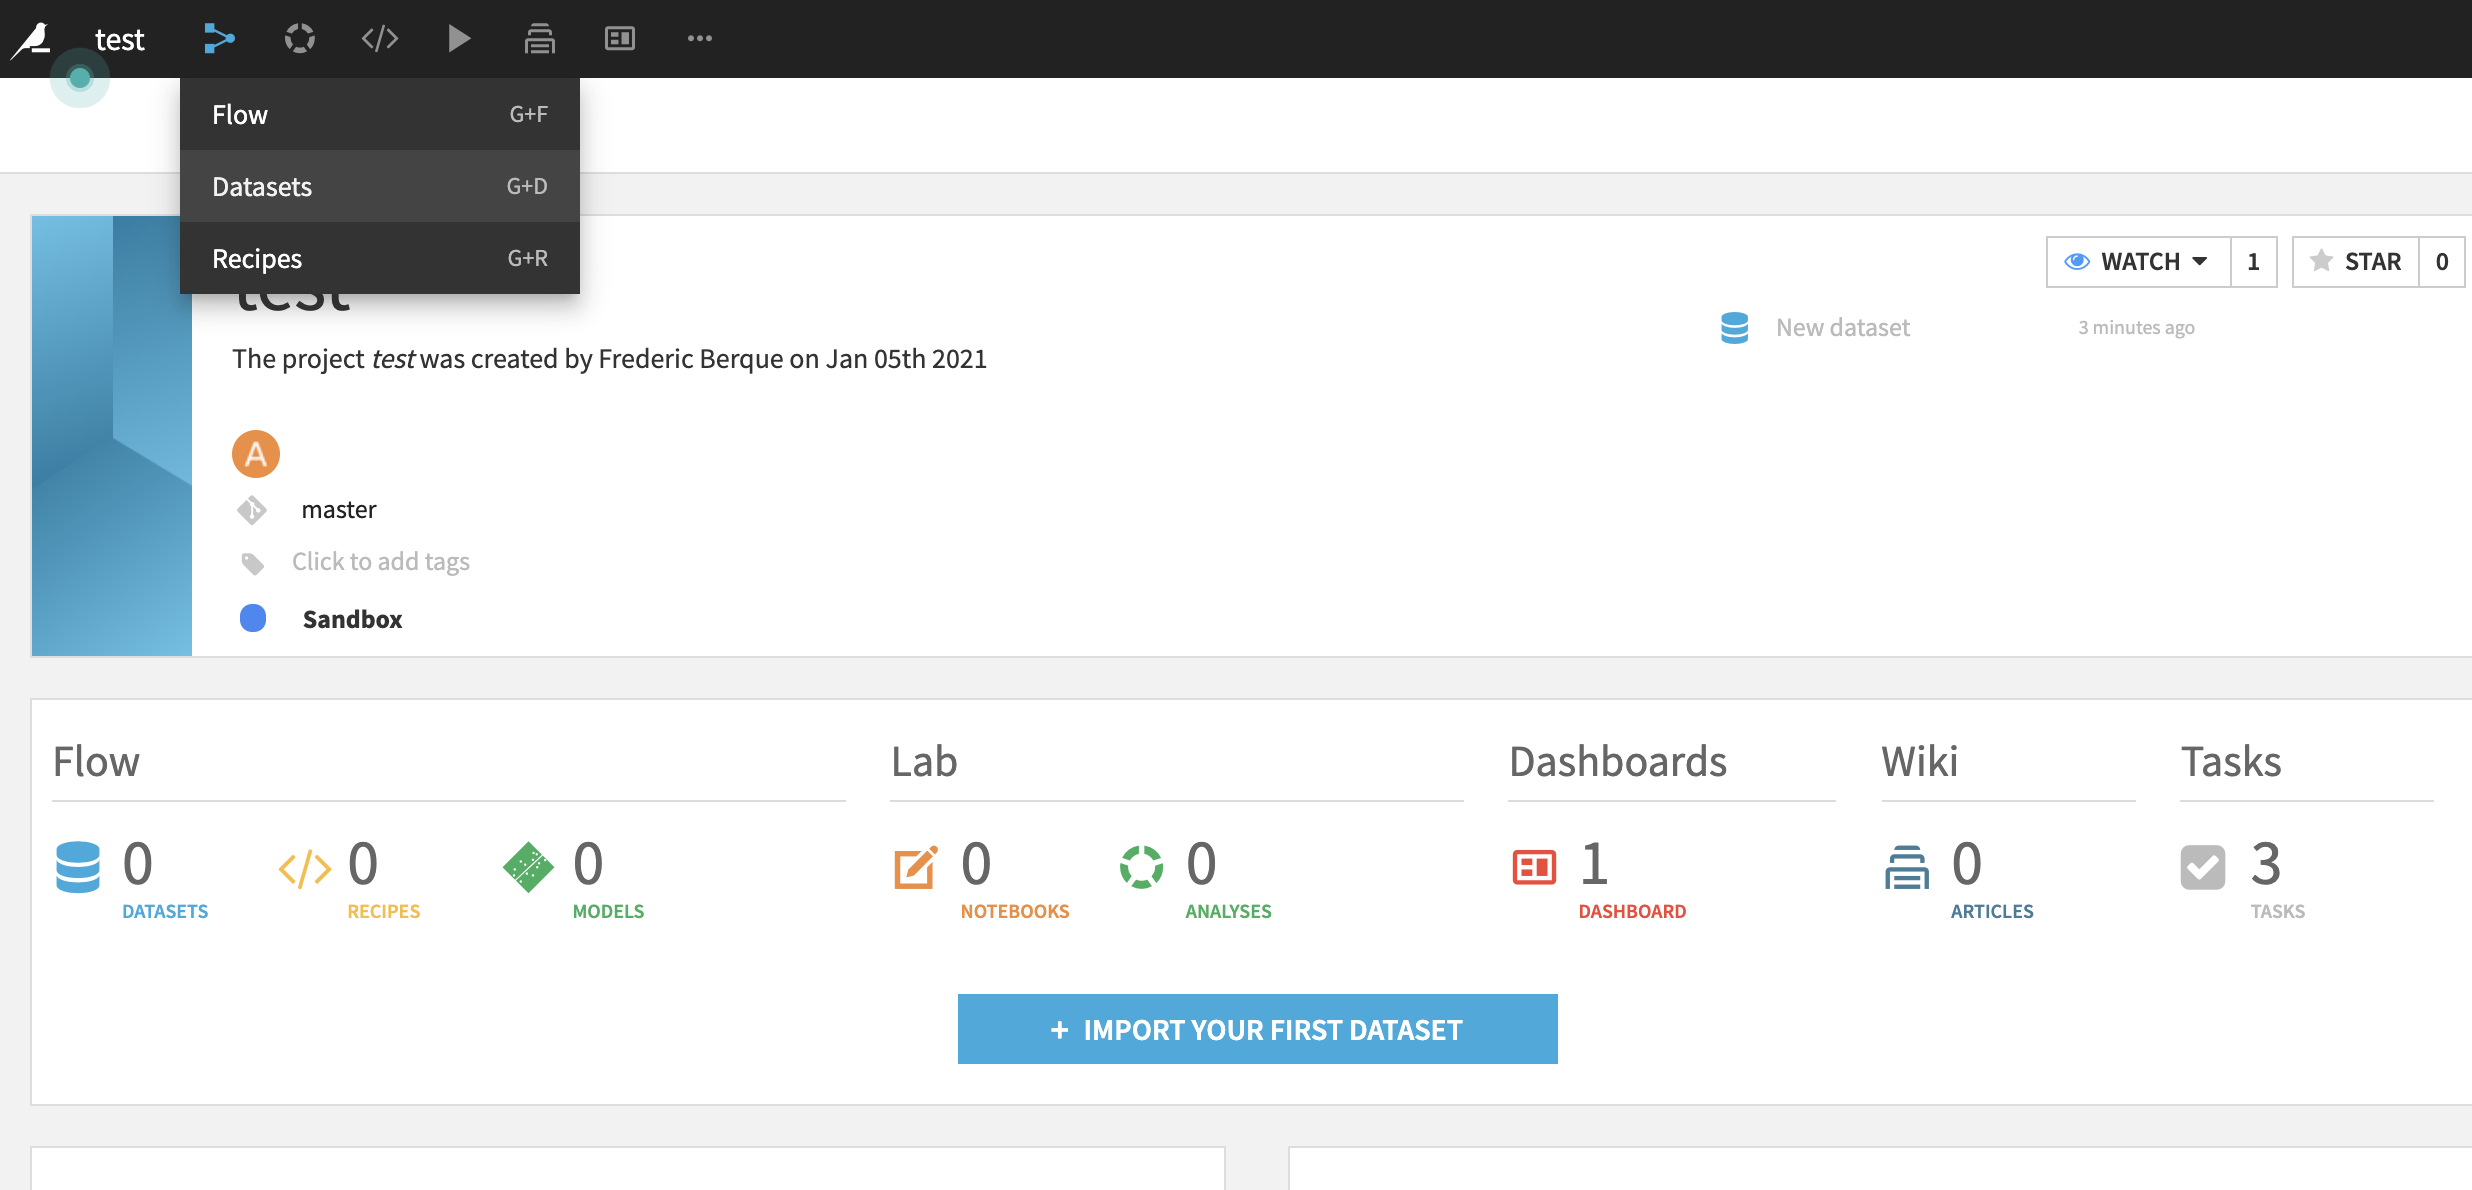 test
Flow G+F
Datasets G+D
Recipes G+R
test
WATCH 1
STAR 0
New dataset 3 minutes ago
The project test was created by Frederic Berque on Jan 05th 2021
A
master
Click to add tags
Sandbox
Flow
Lab
Dashboards
Wiki
Tasks
0
DATASETS
0
RECIPES
0
MODELS
0
NOTEBOOKS
0
ANALYSES
1
DASHBOARD
0
ARTICLES
3
TASKS
+ IMPORT YOUR FIRST DATASET